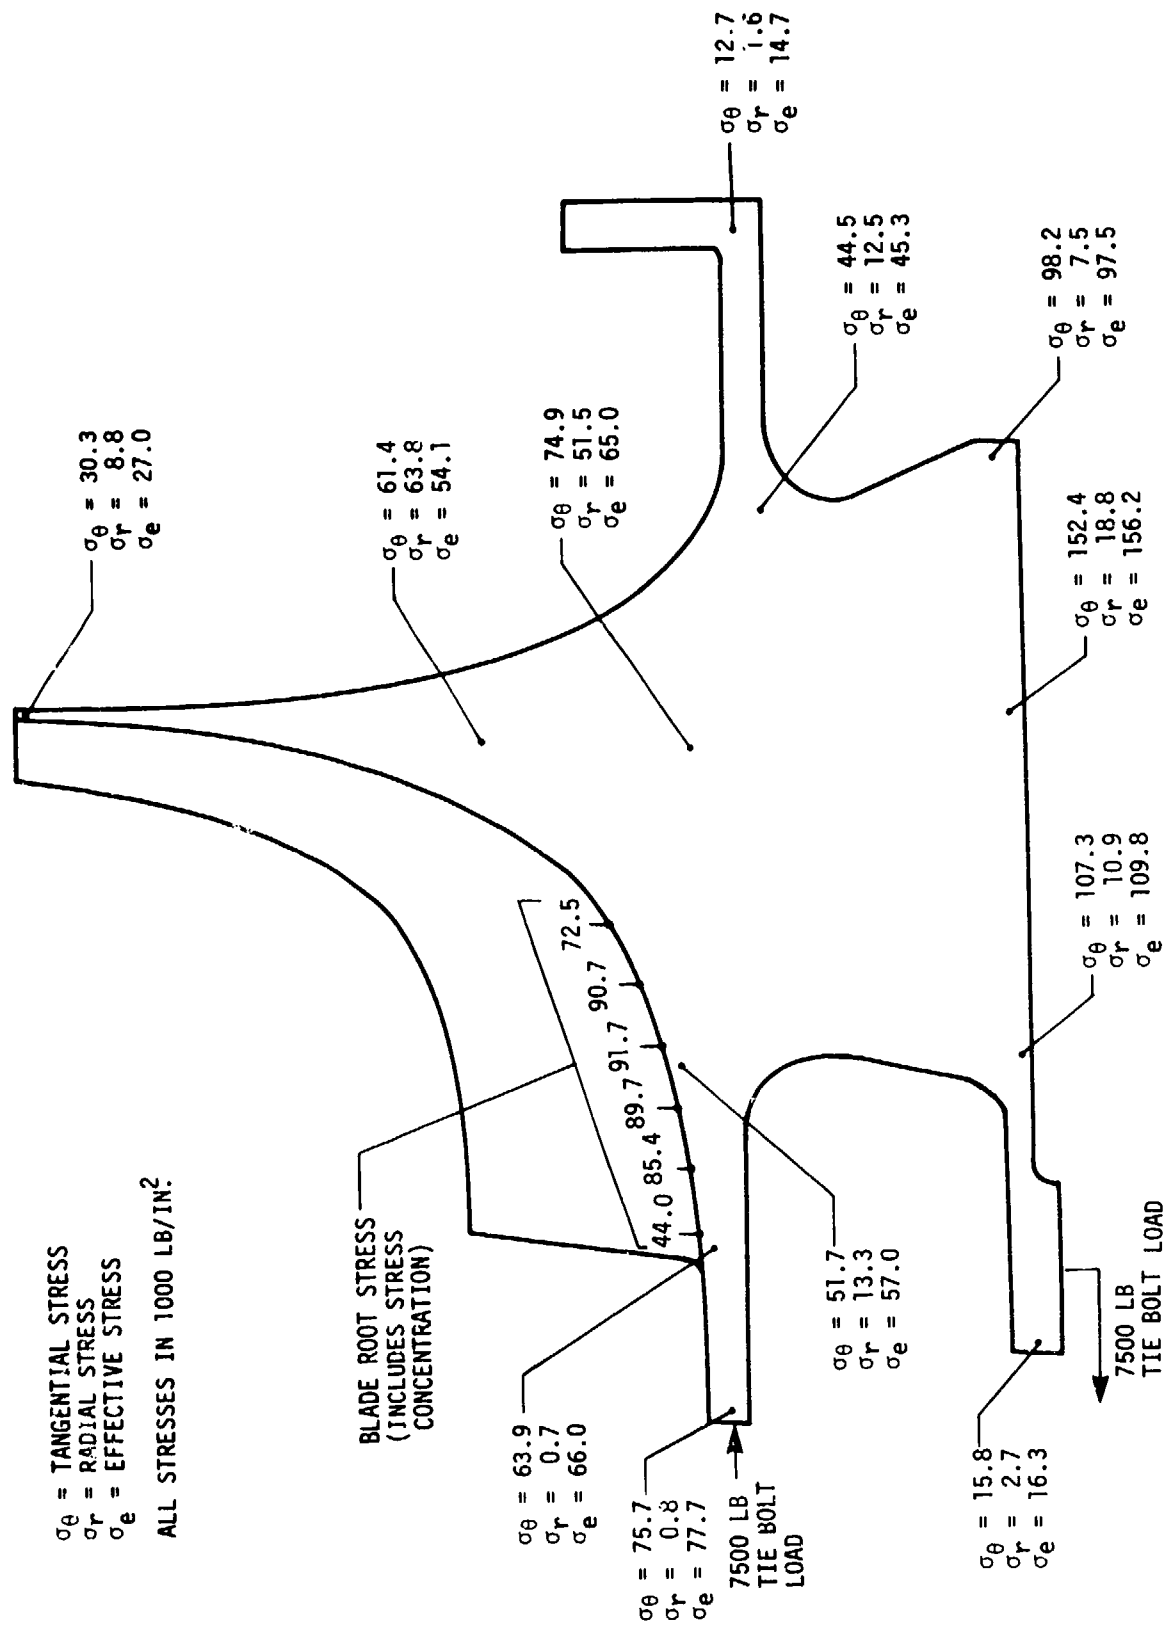 σθ = TANGENTIAL STRESS
σr = RADIAL STRESS
σe = EFFECTIVE STRESS
ALL STRESSES IN 1000 LB/IN.2
BLADE ROOT STRESS
(INCLUDES STRESS
CONCENTRATION)
σθ = 30.3
σr = 8.8
σe = 27.0
σθ = 61.4
σr = 63.8
σe = 54.1
σθ = 74.9
σr = 51.5
σe = 65.0
σθ = 12.7
σr = 1.6
σe = 14.7
σθ = 44.5
σr = 12.5
σe = 45.3
σθ = 98.2
σr = 7.5
σe = 97.5
σθ = 152.4
σr = 18.8
σe = 156.2
σθ = 107.3
σr = 10.9
σe = 109.8
44.0 85.4 89.7 91.7 90.7 72.5
σθ = 63.9
σr = 0.7
σe = 66.0
σθ = 75.7
σr = 0.8
σe = 77.7
7500 LB
TIE BOLT
LOAD
σθ = 51.7
σr = 13.3
σe = 57.0
σθ = 15.8
σr = 2.7
σe = 16.3
7500 LB
TIE BOLT LOAD